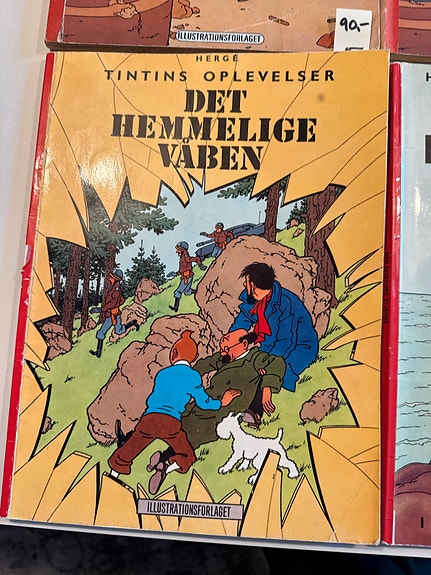 ILLUSTRATIONSFORLAGET
90,-
HERGÉ
TINTINS OPLEVELSER
DET
HEMMELIGE
VÅBEN
ILLUSTRATIONSFORLAGET